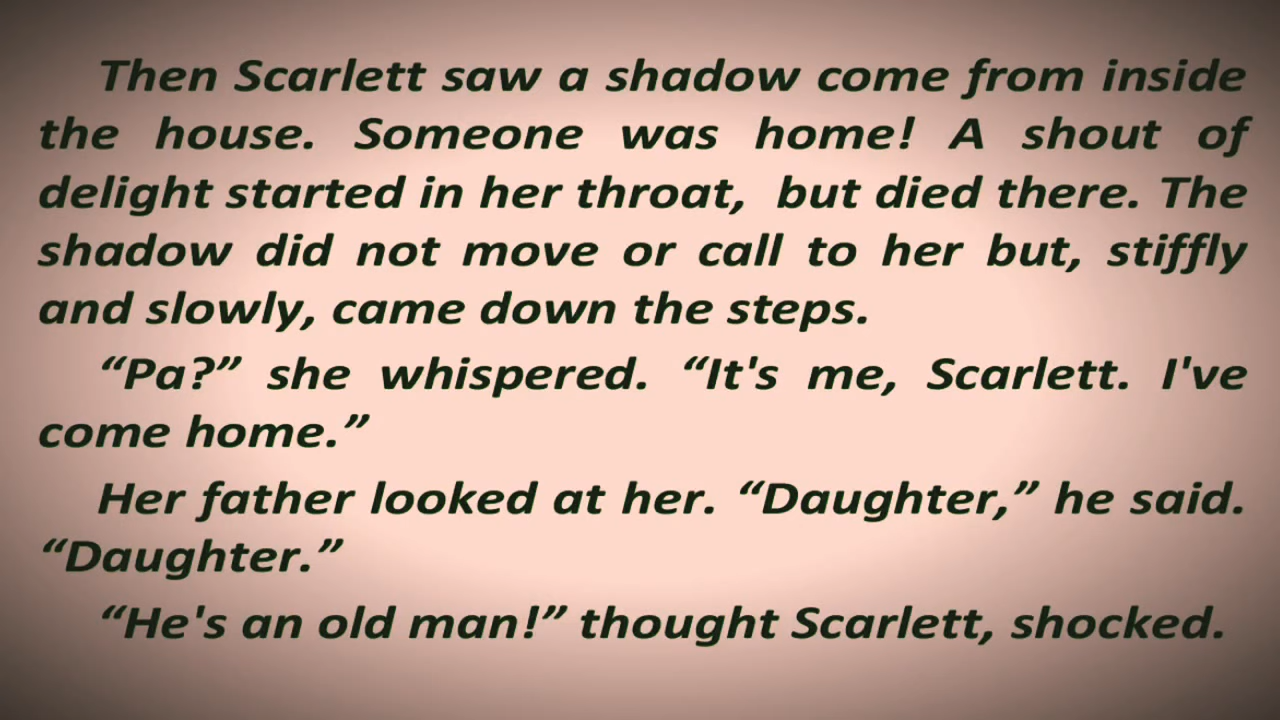 Then Scarlett saw a shadow come from inside
the house. Someone was home! A shout of
delight started in her throat,  but died there. The
shadow did not move or call to her but, stiffly
and slowly, came down the steps.
“Pa?” she whispered. “It's me, Scarlett. I've
come home.”
Her father looked at her. “Daughter,” he said.
“Daughter.”
“He's an old man!” thought Scarlett, shocked.